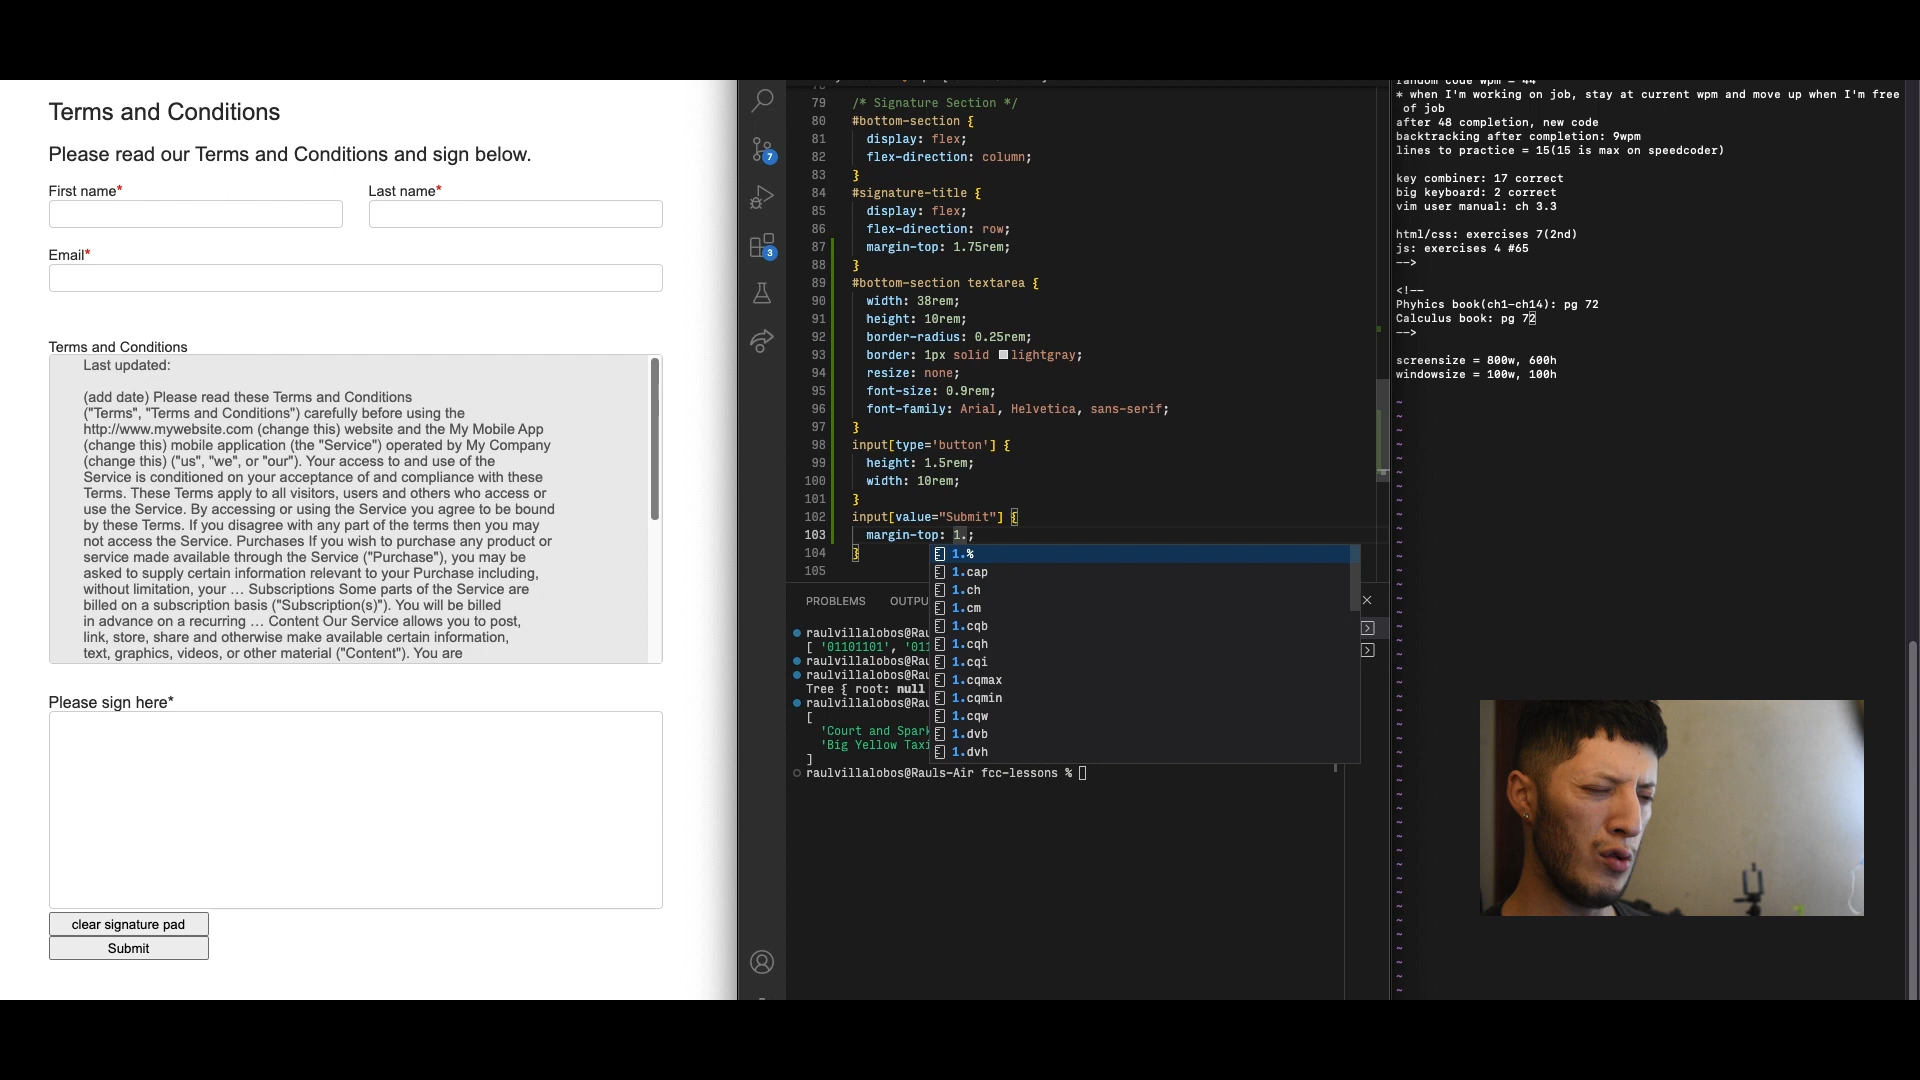 Terms and Conditions
Please read our Terms and Conditions and sign below.
First name*
Last name*
Email*
Terms and Conditions
Last updated:
(add date) Please read these Terms and Conditions
("Terms", "Terms and Conditions") carefully before using the
http://www.mywebsite.com (change this) website and the My Mobile App
(change this) mobile application (the "Service") operated by My Company
(change this) ("us", "we", or "our"). Your access to and use of the
Service is conditioned on your acceptance of and compliance with these
Terms. These Terms apply to all visitors, users and others who access or
use the Service. By accessing or using the Service you agree to be bound
by these Terms. If you disagree with any part of the terms then you may
not access the Service. Purchases If you wish to purchase any product or
service made available through the Service ("Purchase"), you may be
asked to supply certain information relevant to your Purchase including,
without limitation, your … Subscriptions Some parts of the Service are
billed on a subscription basis ("Subscription(s)"). You will be billed
in advance on a recurring … Content Our Service allows you to post,
link, store, share and otherwise make available certain information,
text, graphics, videos, or other material ("Content"). You are
Please sign here*
clear signature pad
Submit
7
3
79 /* Signature Section */
80 #bottom-section {
81 display: flex;
82 flex-direction: column;
83 }
84 #signature-title {
85 display: flex;
86 flex-direction: row;
87 margin-top: 1.75rem;
88 }
89 #bottom-section textarea {
90 width: 38rem;
91 height: 10rem;
92 border-radius: 0.25rem;
93 border: 1px solid lightgray;
94 resize: none;
95 font-size: 0.9rem;
96 font-family: Arial, Helvetica, sans-serif;
97 }
98 input[type='button'] {
99 height: 1.5rem;
100 width: 10rem;
101 }
102 input[value="Submit"] {
103 margin-top: 1.;
104 }
105
1.%
1.cap
1.ch
1.cm
1.cqb
1.cqh
1.cqi
1.cqmax
1.cqmin
1.cqw
1.dvb
1.dvh
PROBLEMS OUTPU
raulvillalobos@Rau
[ '01101101', '011
raulvillalobos@Rau
raulvillalobos@Rau
Tree { root: null
raulvillalobos@Rau
[
'Court and Spark
'Big Yellow Taxi
]
raulvillalobos@Rauls-Air fcc-lessons %
random code wpm = 44
* when I'm working on job, stay at current wpm and move up when I'm free
of job
after 48 completion, new code
backtracking after completion: 9wpm
lines to practice = 15(15 is max on speedcoder)
key combiner: 17 correct
big keyboard: 2 correct
vim user manual: ch 3.3
html/css: exercises 7(2nd)
js: exercises 4 #65
-->
<!--
Phyhics book(ch1-ch14): pg 72
Calculus book: pg 72
-->
screensize = 800w, 600h
windowsize = 100w, 100h